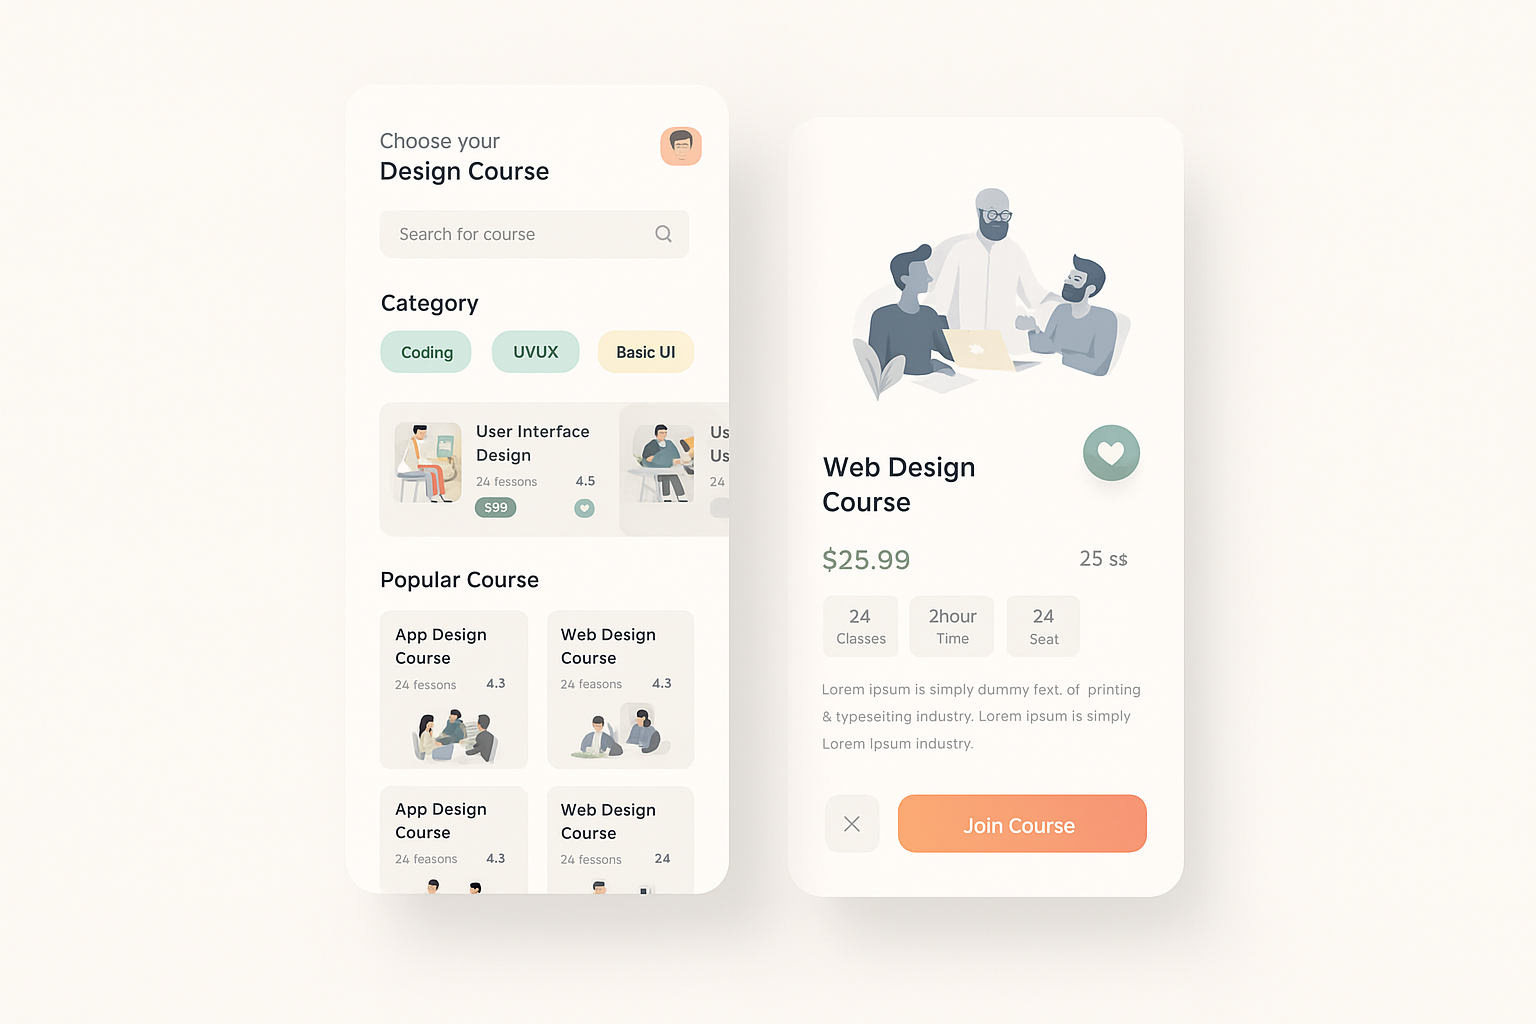 Choose your
Design Course
Search for course
Category
Coding
UVUX
Basic UI
User Interface
Design
24 fessons
4.5
$99
Us
Us
24
Popular Course
App Design
Course
24 fessons
4.3
Web Design
Course
24 feasons
4.3
App Design
Course
24 feasons
4.3
Web Design
Course
24 fessons
24
Web Design
Course
$25.99
25 s$
24
Classes
2hour
Time
24
Seat
Lorem ipsum is simply dummy fext. of printing
& typeseiting industry. Lorem ipsum is simply
Lorem Ipsum industry.
Join Course